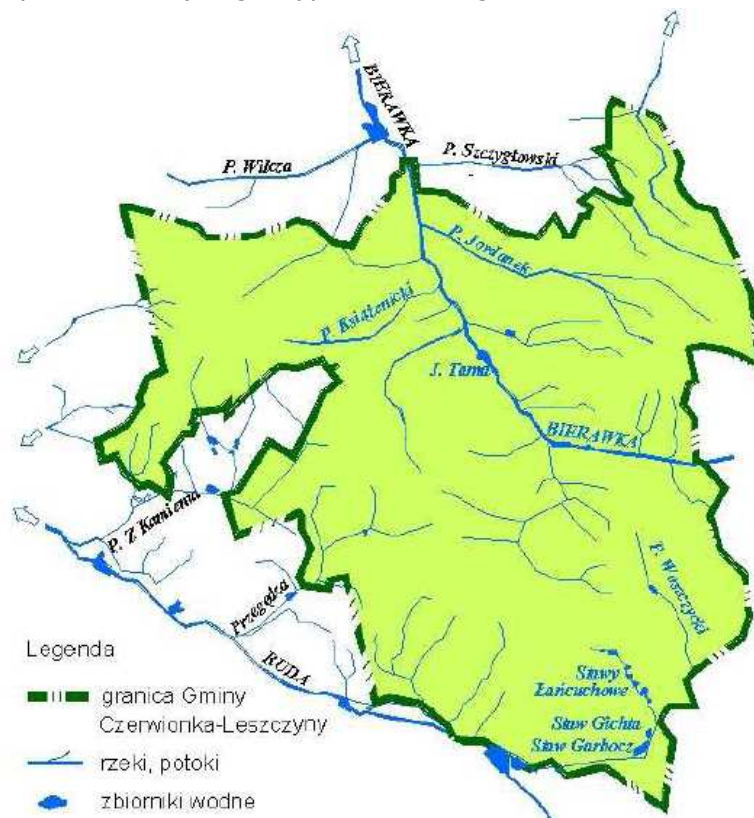 BIERAWKA
P. Wilcza
P. Szczygłowski
P. Jordanek
P. Książenicki
J. Tama
BIERAWKA
P. Z Kamienia
Przegędza
P. Woszczycki
RUDA
Stawy
Łańcuchowe
Staw Gichta
Staw Garbocz
Legenda
granica Gminy
Czerwionka-Leszczyny
rzeki, potoki
zbiorniki wodne